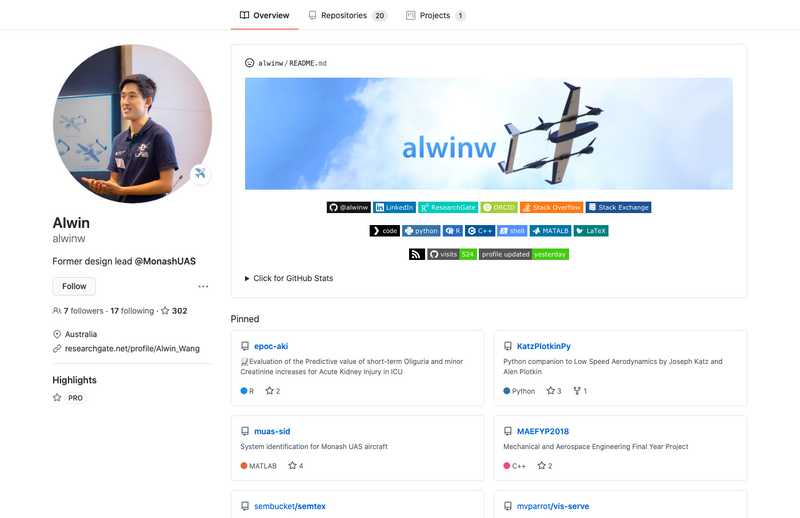 Overview
Repositories 20
Projects 1
alwinw/README.md
alwinw
@alwinw LinkedIn ResearchGate ORCID Stack Overflow Stack Exchange
code python R C++ shell MATALB LaTeX
visits 524 profile updated yesterday
Click for GitHub Stats
Alwin
alwinw
Former design lead @MonashUAS
Follow
7 followers · 17 following · 302
Australia
researchgate.net/profile/Alwin_Wang
Highlights
PRO
Pinned
epoc-aki
Evaluation of the Predictive value of short-term Oliguria and minor
Creatinine increases for Acute Kidney Injury in ICU
R 2
KatzPlotkinPy
Python companion to Low Speed Aerodynamics by Joseph Katz and
Alen Plotkin
Python 3 1
muas-sid
System identification for Monash UAS aircraft
MATLAB 4
MAEFYP2018
Mechanical and Aerospace Engineering Final Year Project
C++ 2
sembucket/semtex
mvparrot/vis-serve